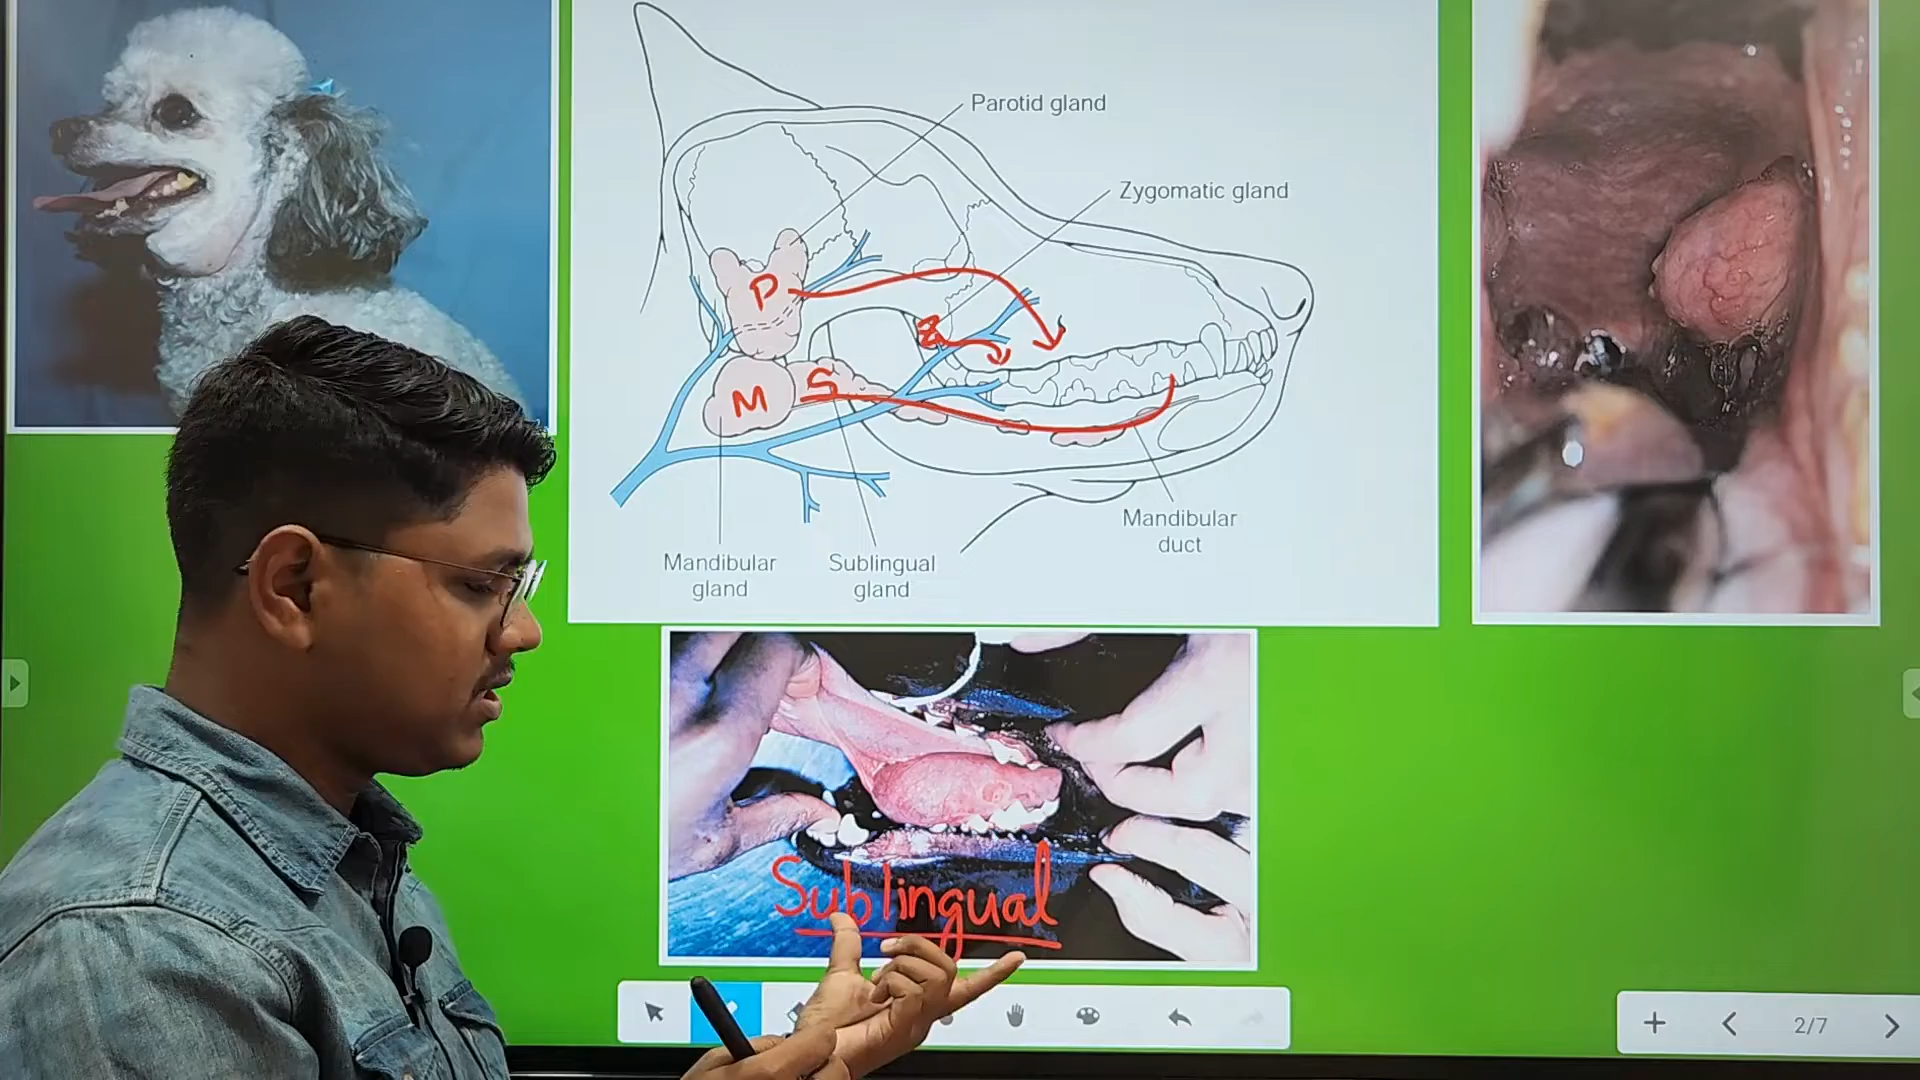 Parotid gland
Zygomatic gland
P
Z
M
S
Mandibular
duct
Mandibular
gland
Sublingual
gland
Sublingual
2/7